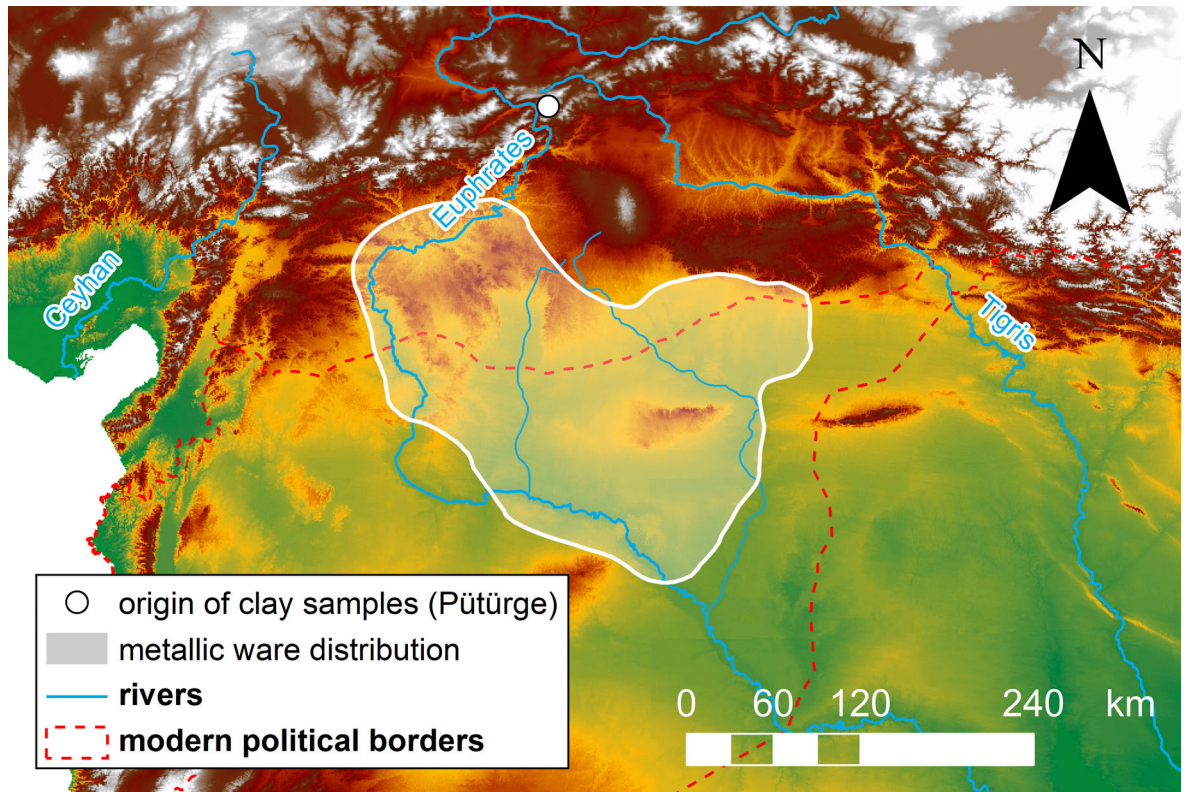 N
Euphrates
Ceyhan
Tigris
origin of clay samples (Pütürge)
metallic ware distribution
rivers
modern political borders
0 60 120 240 km